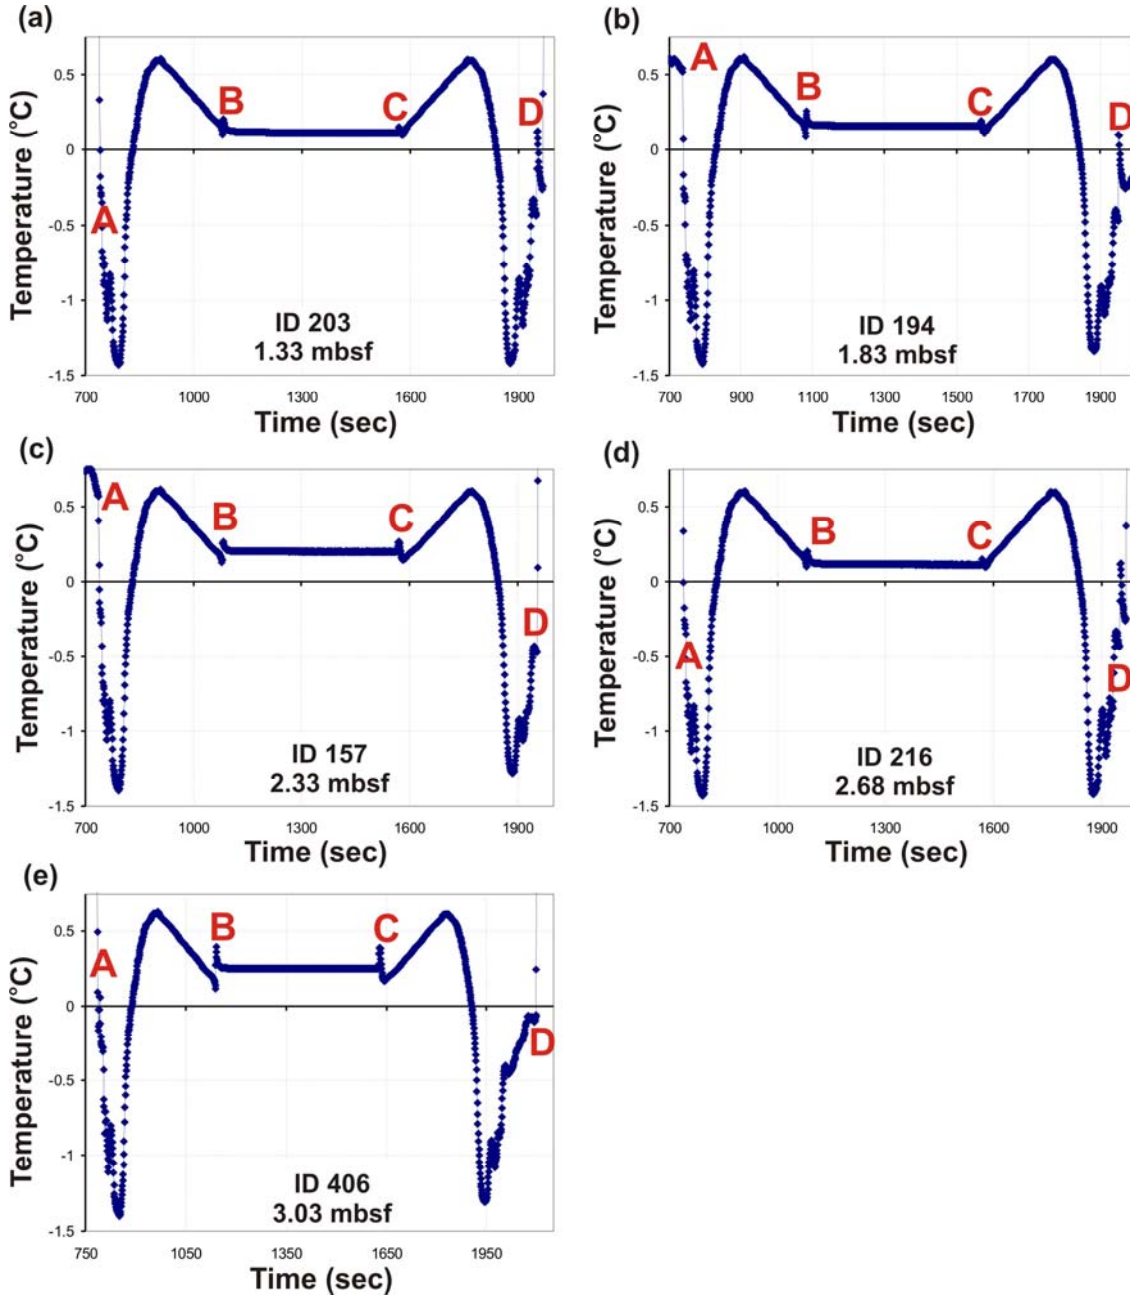 (a)
Temperature (°C)
0.5
0
-0.5
-1
-1.5
A
B
C
D
ID 203
1.33 mbsf
700 1000 1300 1600 1900
Time (sec)
(b)
Temperature (°C)
0.5
0
-0.5
-1
-1.5
A
B
C
D
ID 194
1.83 mbsf
700 900 1100 1300 1500 1700 1900
Time (sec)
(c)
Temperature (°C)
0.5
0
-0.5
-1
-1.5
A
B
C
D
ID 157
2.33 mbsf
700 1000 1300 1600 1900
Time (sec)
(d)
Temperature (°C)
0.5
0
-0.5
-1
-1.5
A
B
C
D
ID 216
2.68 mbsf
700 1000 1300 1600 1900
Time (sec)
(e)
Temperature (°C)
0.5
0
-0.5
-1
-1.5
A
B
C
D
ID 406
3.03 mbsf
750 1050 1350 1650 1950
Time (sec)